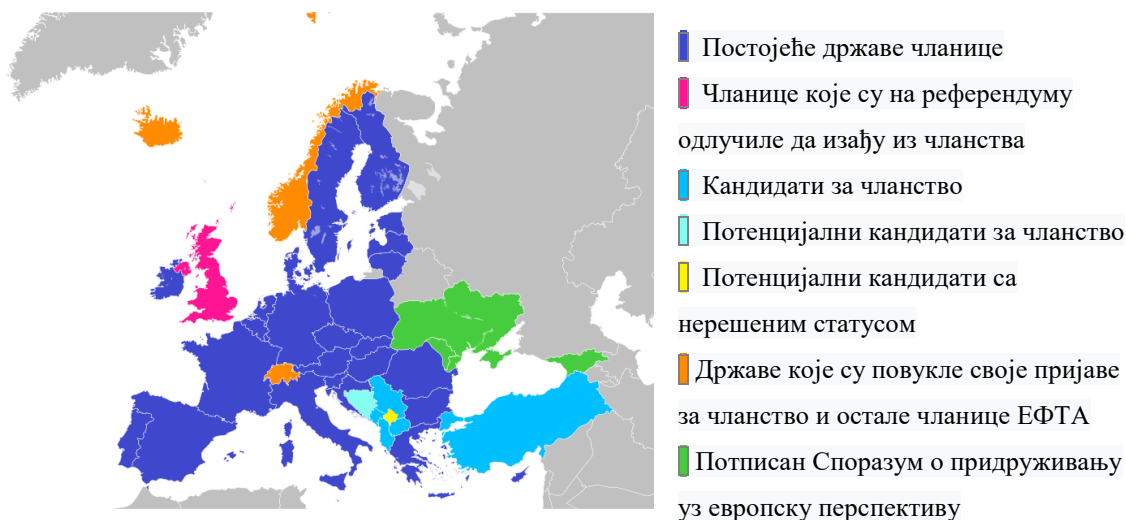 Постојеће државе чланице
Чланице које су на референдуму
одлучиле да изађу из чланства
Кандидати за чланство
Потенцијални кандидати за чланство
Потенцијални кандидати са
нерешеним статусом
Државе које су повукле своје пријаве
за чланство и остале чланице ЕФТА
Потписан Споразум о придруживању
уз европску перспективу